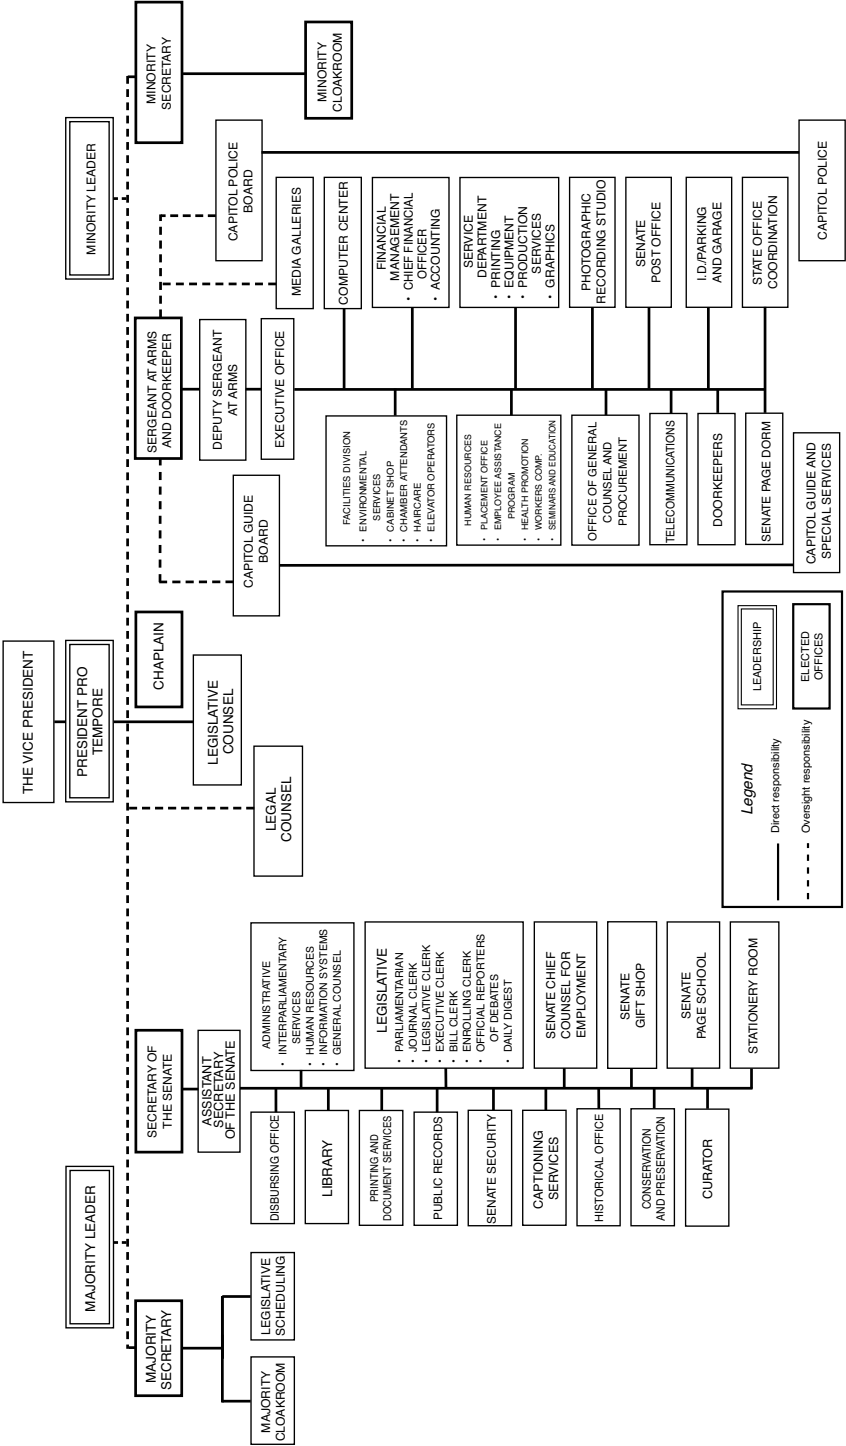 THE VICE PRESIDENT
MAJORITY LEADER
PRESIDENT PRO
TEMPORE
MINORITY LEADER
MAJORITY
SECRETARY
SECRETARY OF
THE SENATE
CHAPLAIN
SERGEANT AT ARMS
AND DOORKEEPER
MINORITY
SECRETARY
MAJORITY
CLOAKROOM
LEGISLATIVE
SCHEDULING
ASSISTANT
SECRETARY
OF THE SENATE
DISBURSING OFFICE
LIBRARY
PRINTING AND
DOCUMENT SERVICES
PUBLIC RECORDS
SENATE SECURITY
CAPTIONING
SERVICES
HISTORICAL OFFICE
CONSERVATION
AND PRESERVATION
CURATOR
ADMINISTRATIVE
• INTERPARLIAMENTARY
SERVICES
• HUMAN RESOURCES
• INFORMATION SYSTEMS
• GENERAL COUNSEL
LEGISLATIVE
• PARLIAMENTARIAN
• JOURNAL CLERK
• LEGISLATIVE CLERK
• EXECUTIVE CLERK
• BILL CLERK
• ENROLLING CLERK
• OFFICIAL REPORTERS
OF DEBATES
• DAILY DIGEST
SENATE CHIEF
COUNSEL FOR
EMPLOYMENT
SENATE
GIFT SHOP
SENATE
PAGE SCHOOL
STATIONERY ROOM
LEGAL
COUNSEL
LEGISLATIVE
COUNSEL
CAPITOL GUIDE
BOARD
DEPUTY SERGEANT
AT ARMS
EXECUTIVE OFFICE
FACILITIES DIVISION
• ENVIRONMENTAL
SERVICES
• CABINET SHOP
• CHAMBER ATTENDANTS
• HAIRCARE
• ELEVATOR OPERATORS
HUMAN RESOURCES
• PLACEMENT OFFICE
• EMPLOYEE ASSISTANCE
PROGRAM
• HEALTH PROMOTION
• WORKERS COMP.
• SEMINARS AND EDUCATION
OFFICE OF GENERAL
COUNSEL AND
PROCUREMENT
TELECOMMUNICATIONS
DOORKEEPERS
SENATE PAGE DORM
CAPITOL GUIDE AND
SPECIAL SERVICES
CAPITOL POLICE
BOARD
MEDIA GALLERIES
COMPUTER CENTER
FINANCIAL
MANAGEMENT
• CHIEF FINANCIAL
OFFICER
• ACCOUNTING
SERVICE
DEPARTMENT
• PRINTING
• EQUIPMENT
• PRODUCTION
SERVICES
• GRAPHICS
PHOTOGRAPHIC
RECORDING STUDIO
SENATE
POST OFFICE
I.D./PARKING
AND GARAGE
STATE OFFICE
COORDINATION
CAPITOL POLICE
MINORITY
CLOAKROOM
Legend
Direct responsibility
Oversight responsibility
LEADERSHIP
ELECTED
OFFICES